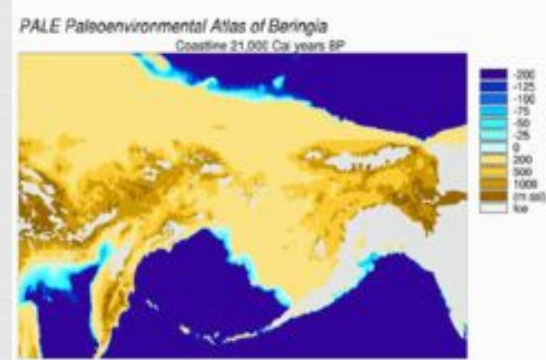 PALE Paleoenvironmental Atlas of Beringia
Coastline 21,000 Cal years BP
-200
-125
-100
-75
-50
-25
0
200
500
1000
(m asl)
Ice